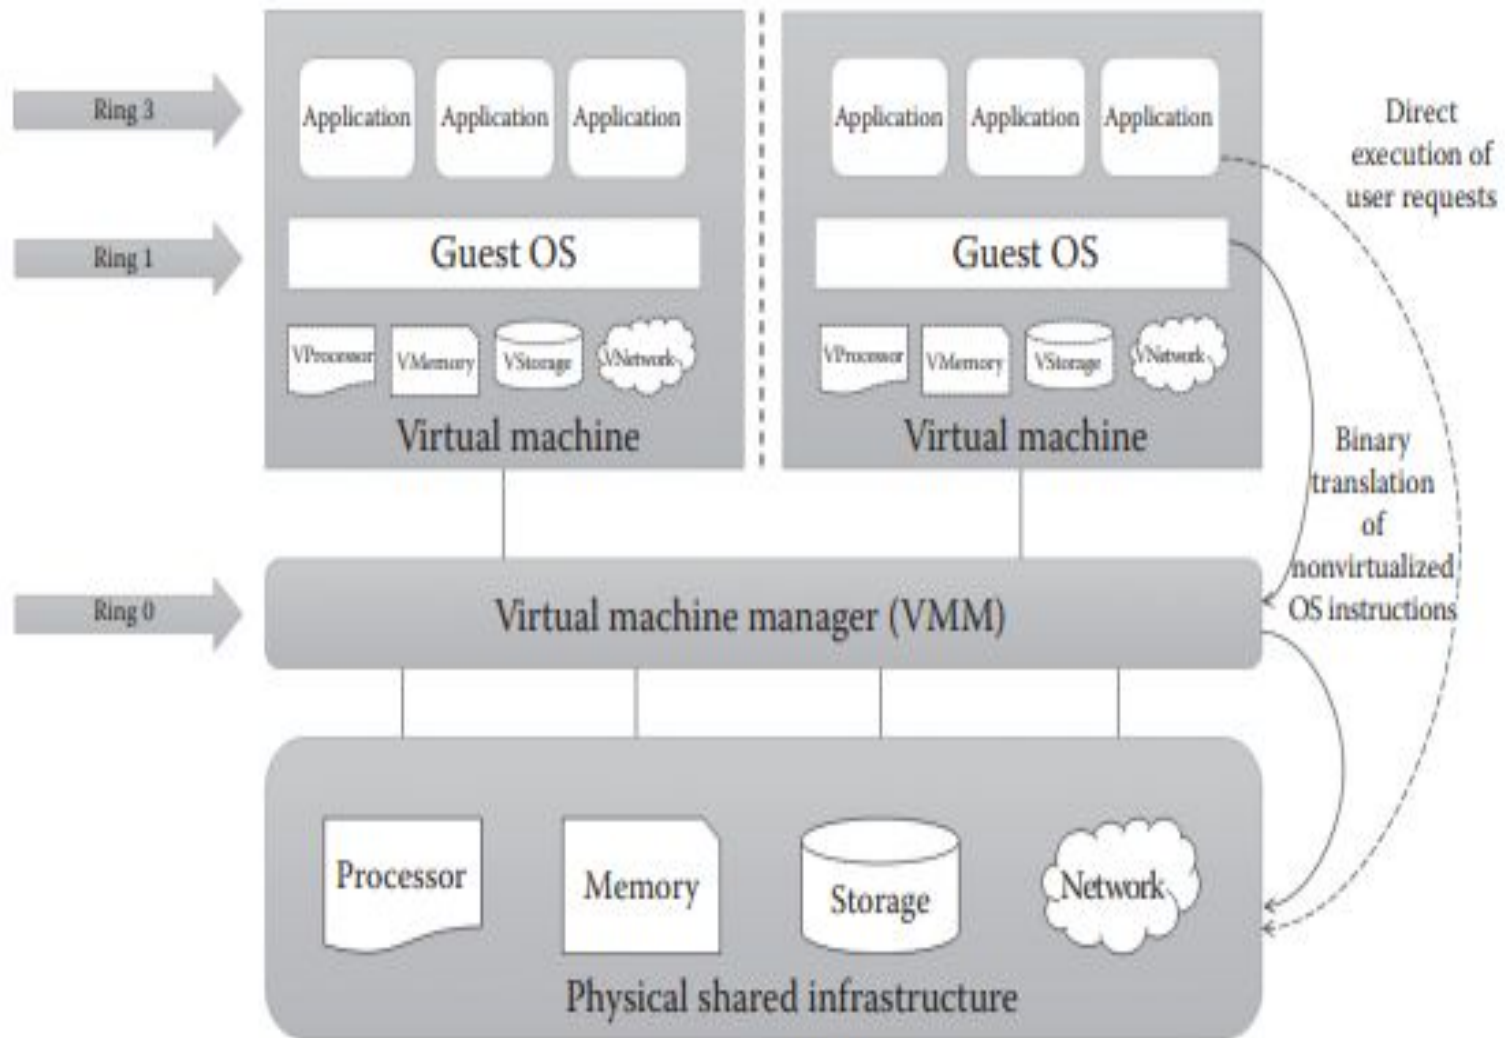 Ring 3
Application Application Application
Application Application Application
Direct
execution of
user requests
Ring 1
Guest OS
Guest OS
VProcessor VMemory VStorage VNetwork
VProcessor VMemory VStorage VNetwork
Virtual machine
Virtual machine
Binary
translation
of
nonvirtualized
OS instructions
Ring 0
Virtual machine manager (VMM)
Processor
Memory
Storage
Network
Physical shared infrastructure